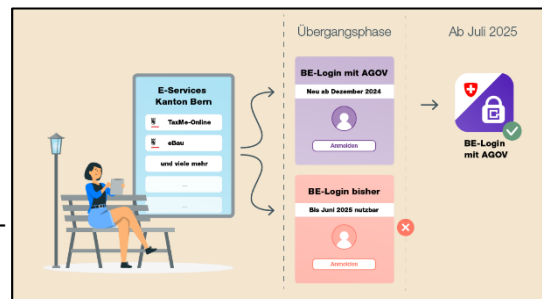 Übergangsphase
Ab Juli 2025
E-Services
Kanton Bern
TaxMe-Online
eBau
und viele mehr
...
...
BE-Login mit AGOV
Neu ab Dezember 2024
Anmelden
BE-Login bisher
Bis Juni 2025 nutzbar
Anmelden
BE-Login
mit AGOV